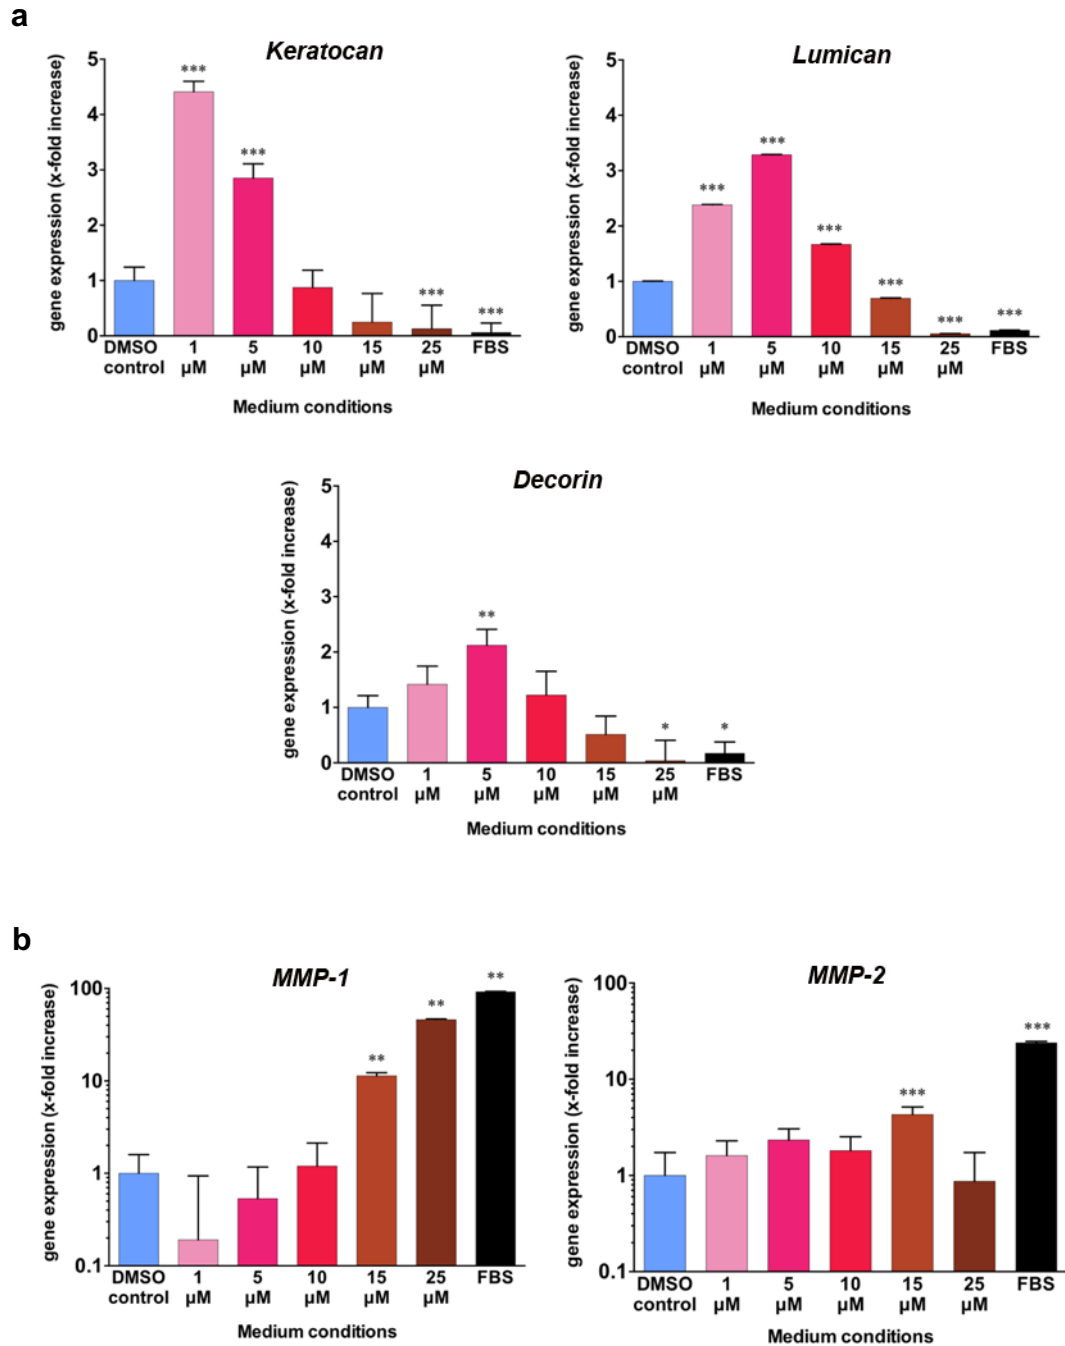 a
Keratocan
gene expression (x-fold increase)
5
4
3
2
1
0
***
***
***
***
DMSO control
1 µM
5 µM
10 µM
15 µM
25 µM
FBS
Medium conditions
Lumican
gene expression (x-fold increase)
5
4
3
2
1
0
***
***
***
***
***
***
DMSO control
1 µM
5 µM
10 µM
15 µM
25 µM
FBS
Medium conditions
Decorin
gene expression (x-fold increase)
5
4
3
2
1
0
**
*
*
DMSO control
1 µM
5 µM
10 µM
15 µM
25 µM
FBS
Medium conditions
b
MMP-1
gene expression (x-fold increase)
100
10
1
0.1
**
**
**
DMSO control
1 µM
5 µM
10 µM
15 µM
25 µM
FBS
Medium conditions
MMP-2
gene expression (x-fold increase)
100
10
1
0.1
***
***
DMSO control
1 µM
5 µM
10 µM
15 µM
25 µM
FBS
Medium conditions